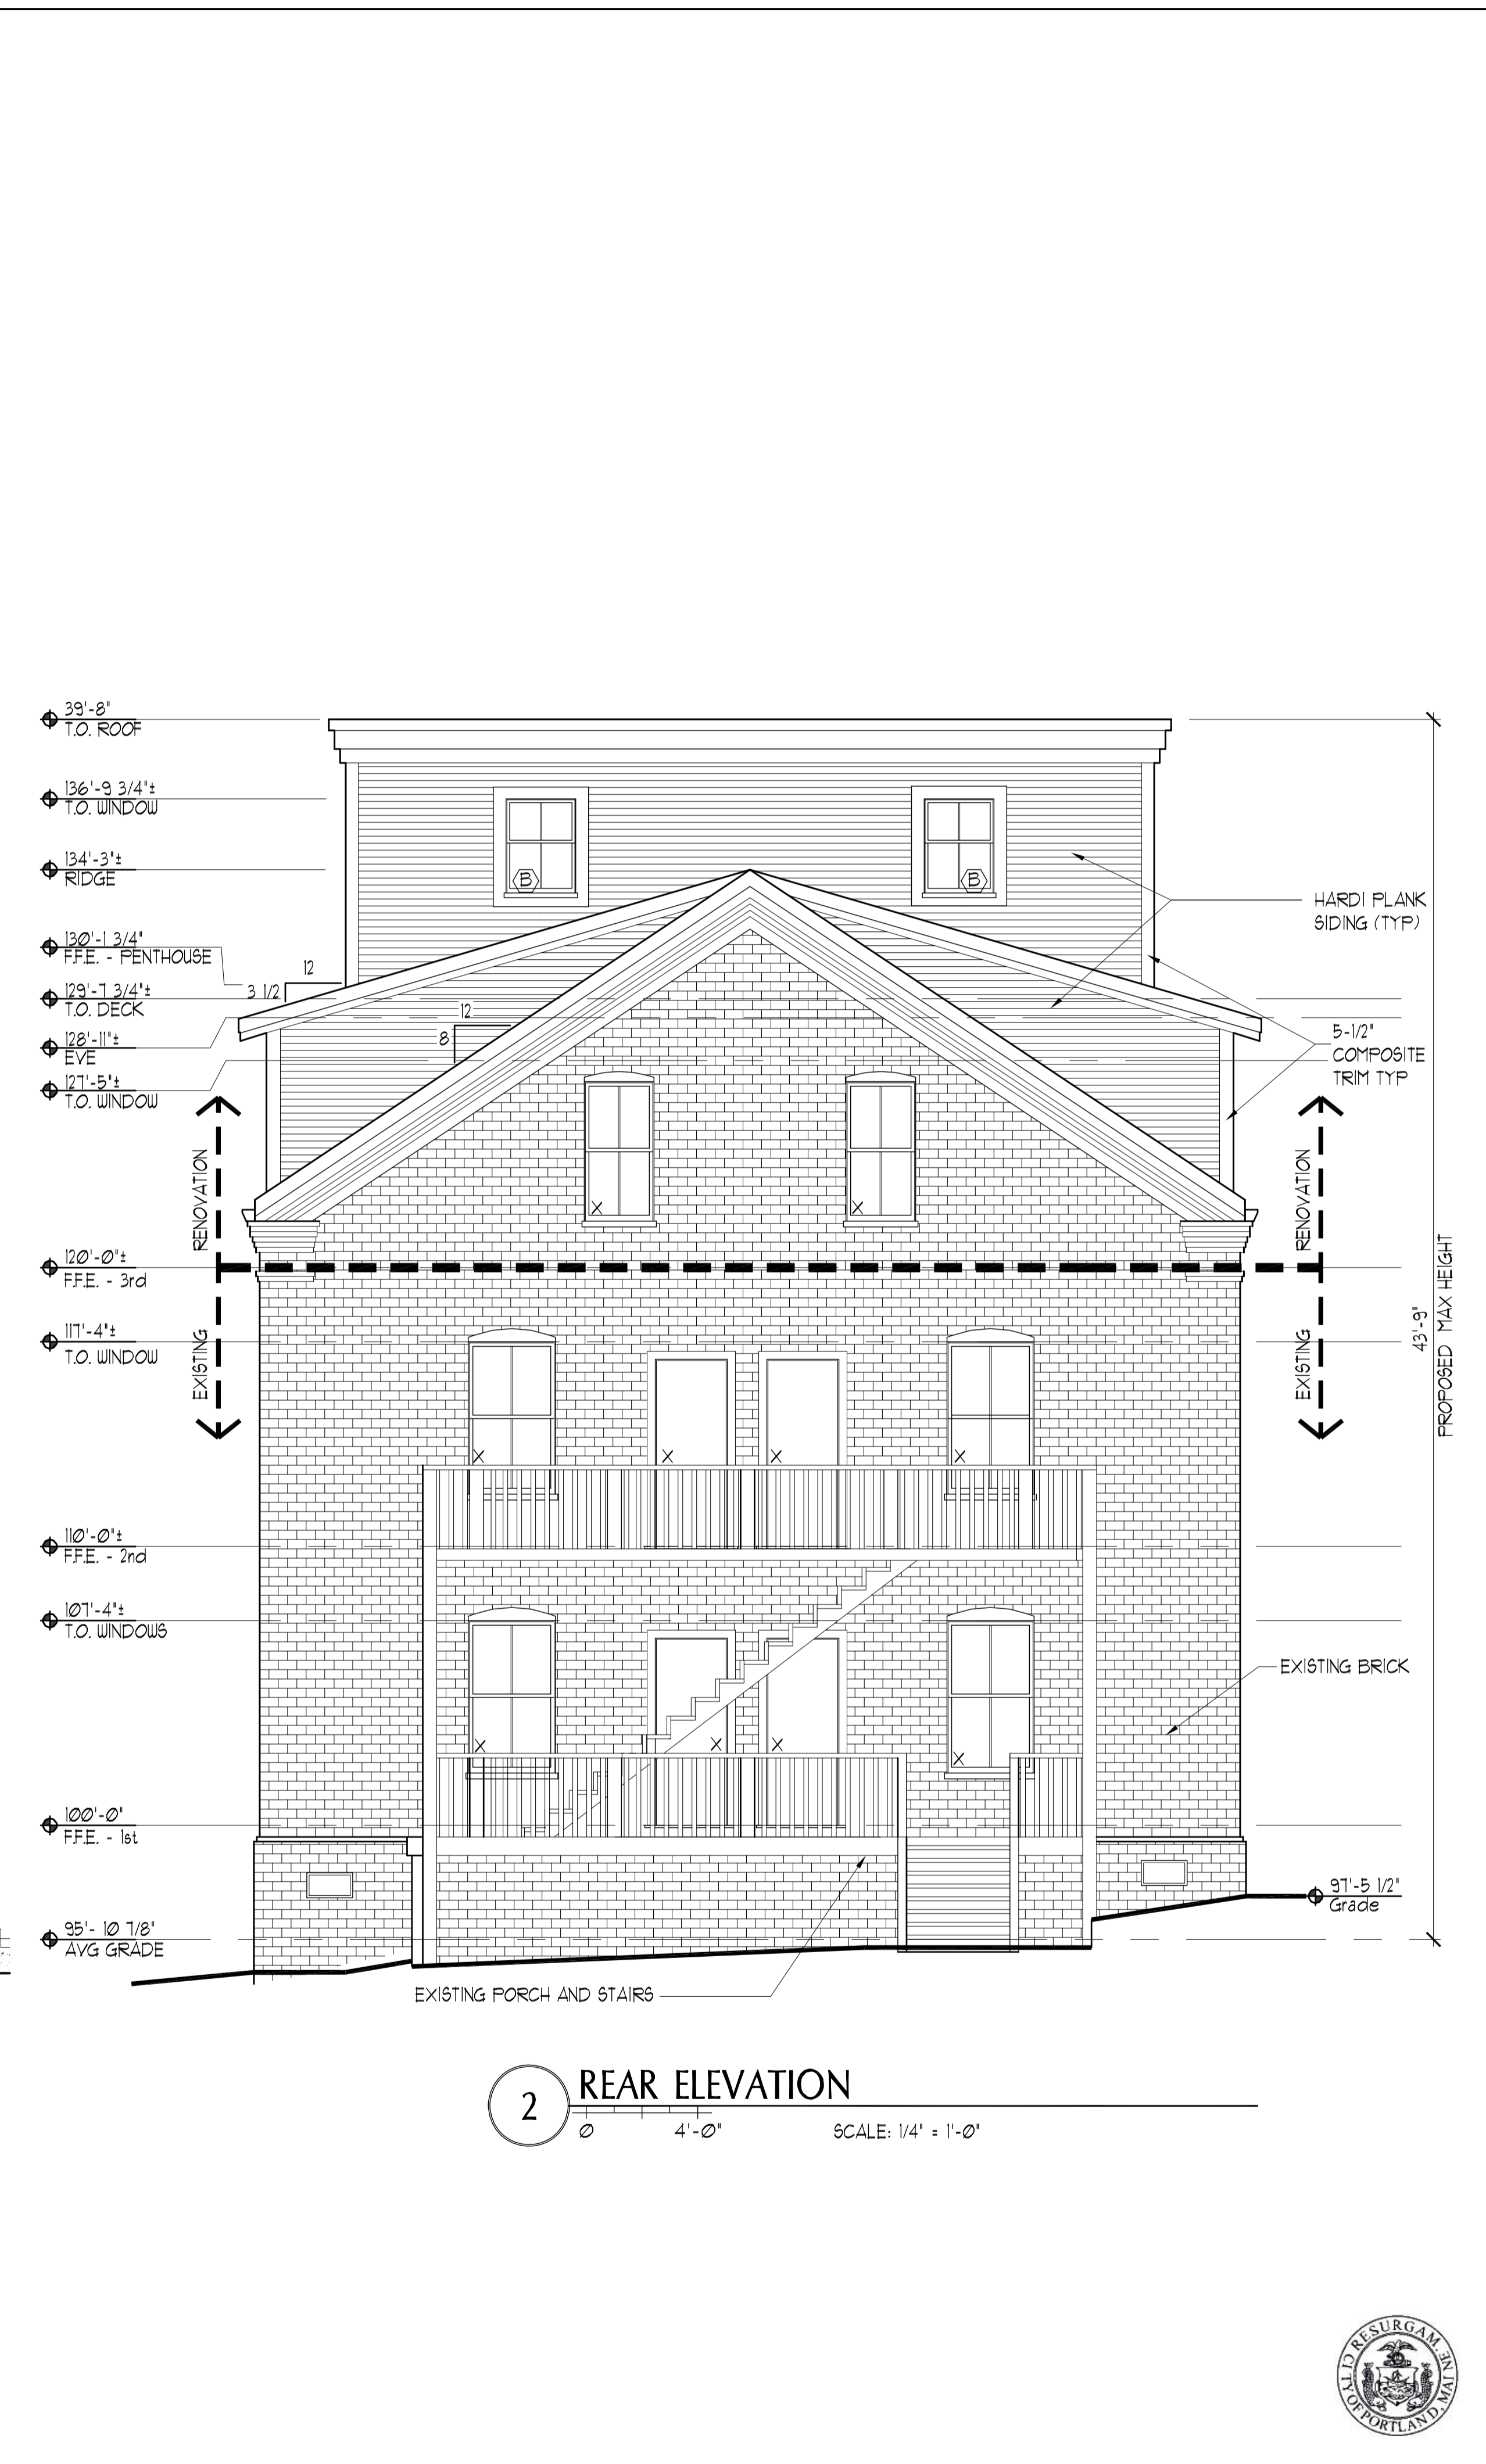 39'-8"
T.O. ROOF
136'-9 3/4"±
T.O. WINDOW
134'-3"±
RIDGE
130'-1 3/4"
F.F.E. - PENTHOUSE
129'-7 3/4"±
T.O. DECK
128'-11"±
EVE
127'-5"±
T.O. WINDOW
12
3 1/2
12
8
B
B
HARDI PLANK
SIDING (TYP)
5-1/2"
COMPOSITE
TRIM TYP
RENOVATION
EXISTING
RENOVATION
EXISTING
120'-0"±
F.F.E. - 3rd
117'-4"±
T.O. WINDOW
X
X
X
X
X
X
43'-9"
PROPOSED MAX HEIGHT
110'-0"±
F.F.E. - 2nd
107'-4"±
T.O. WINDOWS
X
X
X
X
EXISTING BRICK
100'-0"
F.F.E. - 1st
97'-5 1/2"
Grade
95'- 10 7/8"
AVG GRADE
EXISTING PORCH AND STAIRS
2
REAR ELEVATION
0 4'-0" SCALE: 1/4" = 1'-0"
RESURGAM.
CITY OF PORTLAND, MAINE